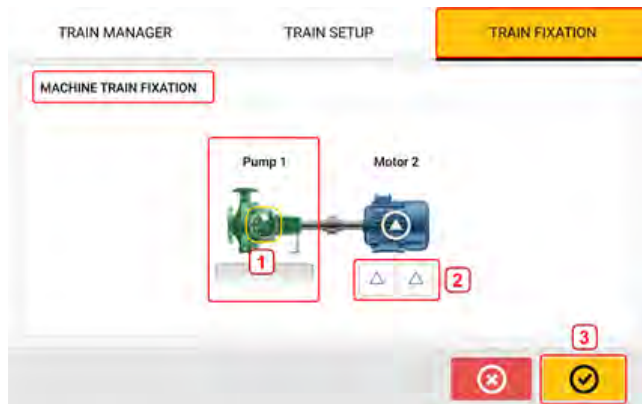 TRAIN MANAGER TRAIN SETUP TRAIN FIXATION
MACHINE TRAIN FIXATION
Pump 1 Motor 2
1
2
3